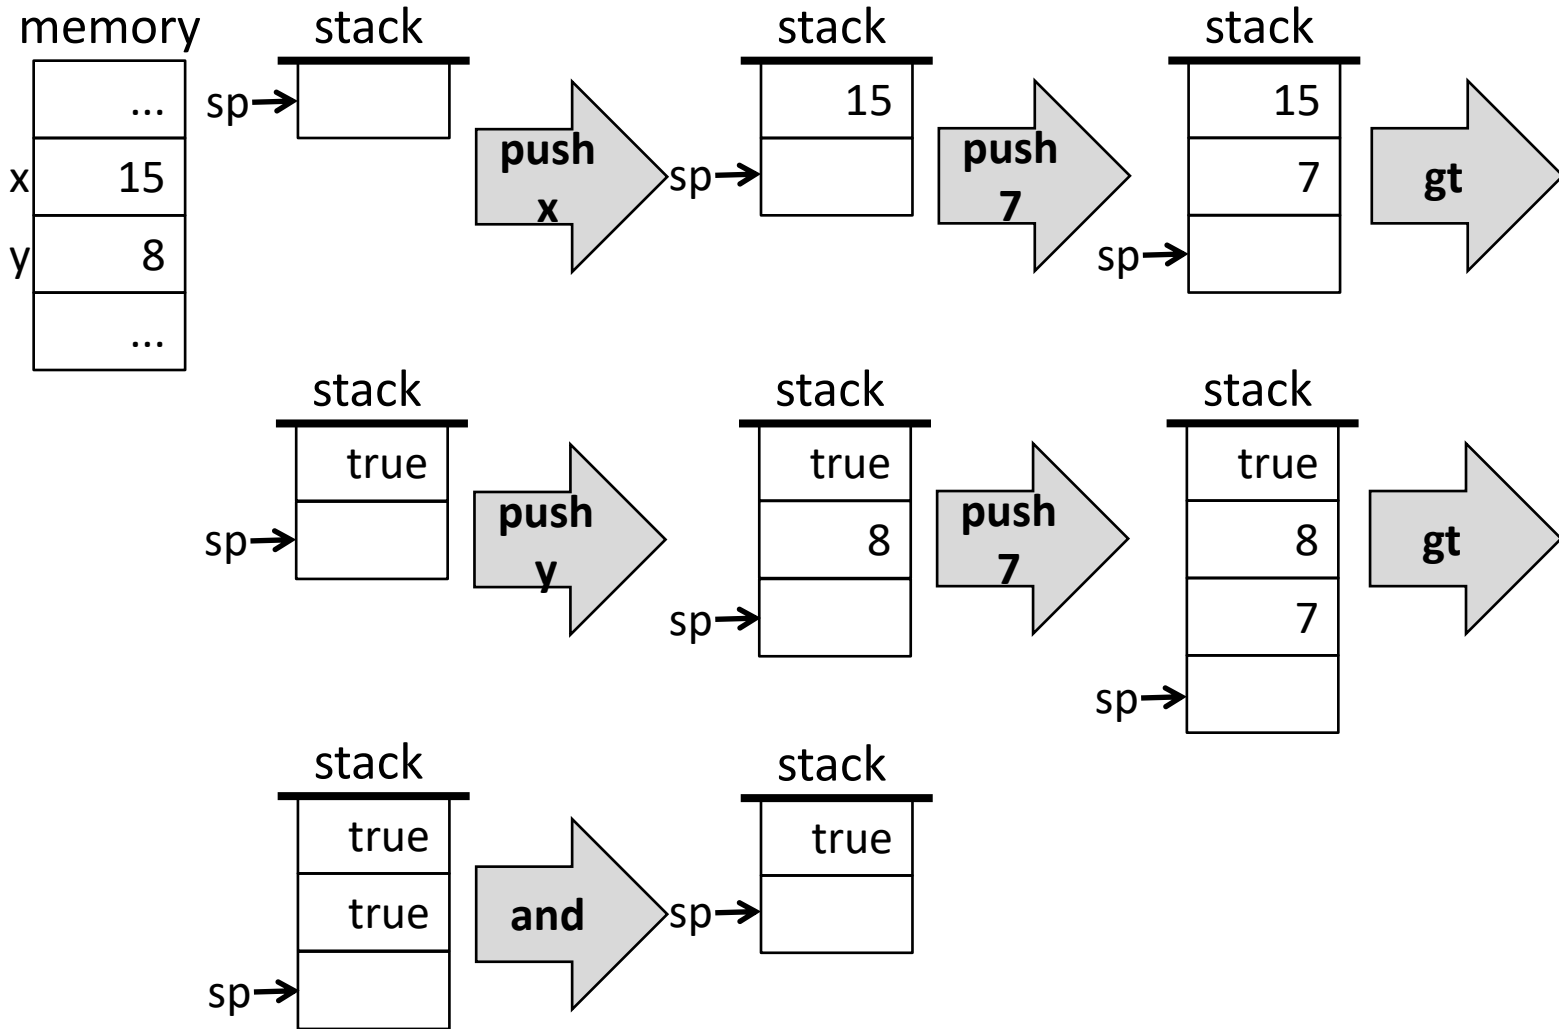 memory
stack
stack
stack
...
sp
15
15
push
x
push
7
x
15
sp
7
gt
y
8
sp
...
stack
stack
stack
true
true
true
push
y
push
7
sp
8
8
gt
sp
7
sp
stack
stack
true
true
true
and
sp
sp